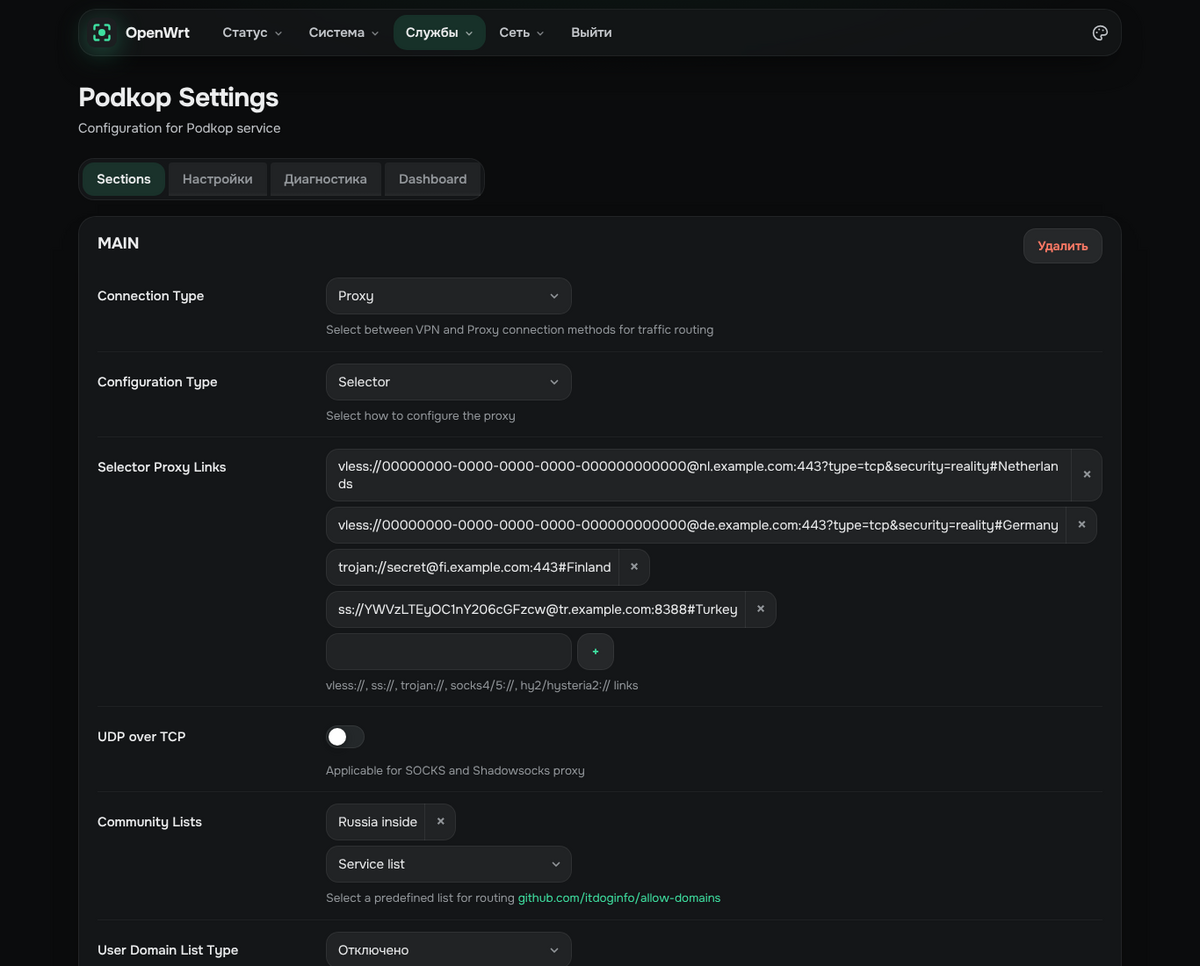 OpenWrt
Статус
Система
Службы
Сеть
Выйти
Podkop Settings
Configuration for Podkop service
Sections
Настройки
Диагностика
Dashboard
MAIN
Удалить
Connection Type
Proxy
Select between VPN and Proxy connection methods for traffic routing
Configuration Type
Selector
Select how to configure the proxy
Selector Proxy Links
vless://00000000-0000-0000-0000-000000000000@nl.example.com:443?type=tcp&security=reality#Netherlan
ds
×
vless://00000000-0000-0000-0000-000000000000@de.example.com:443?type=tcp&security=reality#Germany
×
trojan://secret@fi.example.com:443#Finland
×
ss://YWVzLTEyOC1nY206cGFzcw@tr.example.com:8388#Turkey
×
+
vless://, ss://, trojan://, socks4/5://, hy2/hysteria2:// links
UDP over TCP
Applicable for SOCKS and Shadowsocks proxy
Community Lists
Russia inside
×
Service list
Select a predefined list for routing github.com/itdoginfo/allow-domains
User Domain List Type
Отключено